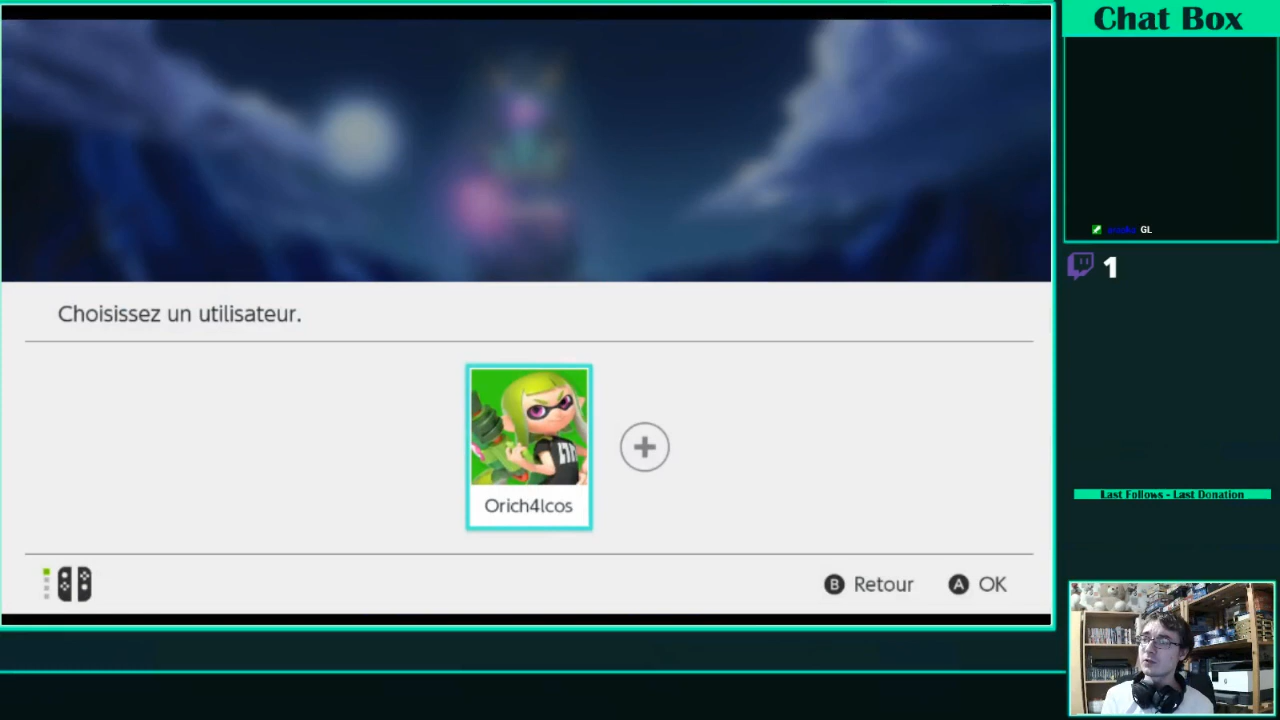 Chat Box
GL
1
Choisissez un utilisateur.
Orich4lcos
B Retour A OK
Last Follows - Last Donation